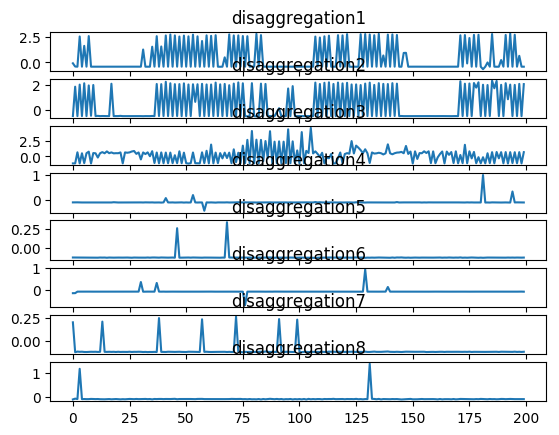 disaggregation1
2.5
0.0
disaggregation2
2
0
disaggregation3
2.5
0.0
disaggregation4
1
0
disaggregation5
0.25
0.00
disaggregation6
1
0
disaggregation7
0.25
0.00
disaggregation8
1
0
0 25 50 75 100 125 150 175 200